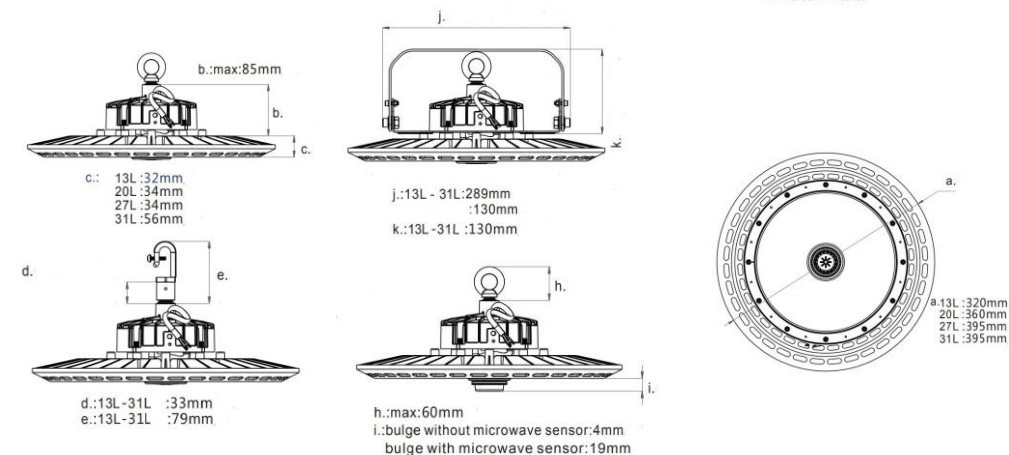 j.
b.:max:85mm
b.
c.
k.
c.: 13L :32mm
20L :34mm
27L :34mm
31L :56mm
j.:13L - 31L:289mm
:130mm
k.:13L -31L :130mm
a.
d.
e.
h.
a.13L :320mm
20L :360mm
27L :395mm
31L :395mm
i.
d.:13L-31L :33mm
e.:13L-31L :79mm
h.:max:60mm
i.:bulge without microwave sensor:4mm
bulge with microwave sensor:19mm